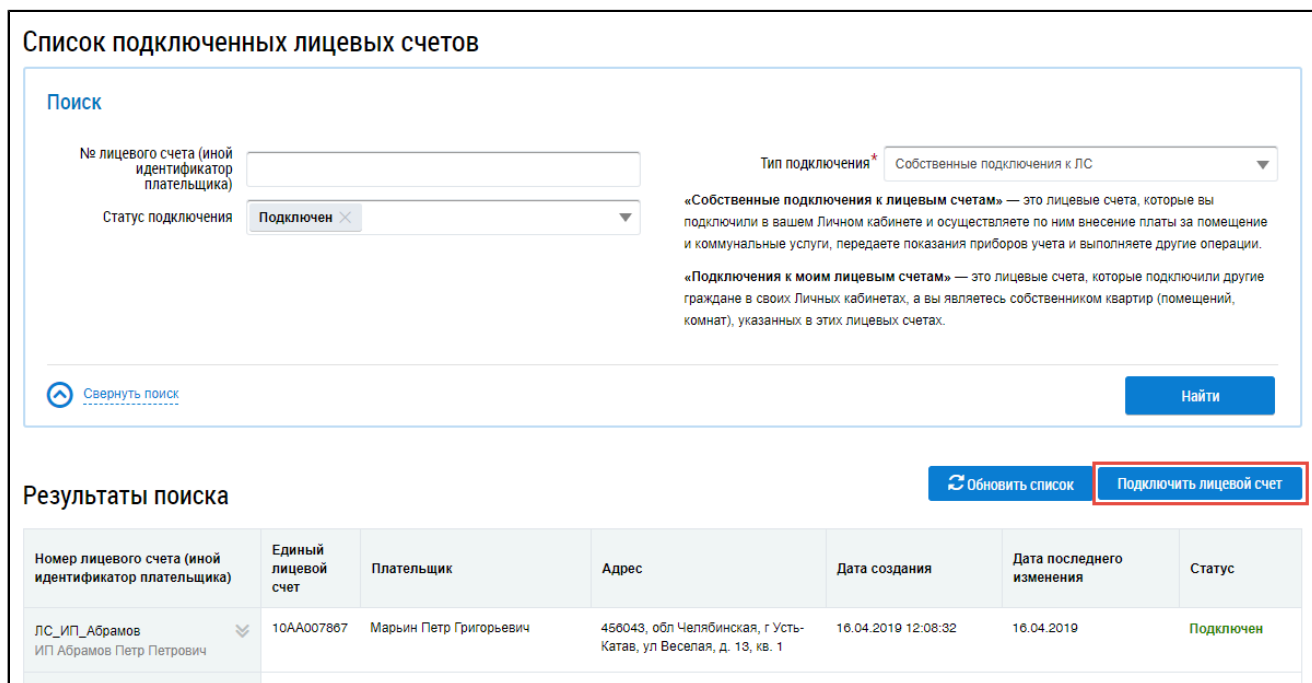 Список подключенных лицевых счетов
Поиск
№ лицевого счета (иной
идентификатор
плательщика)
Тип подключения*
Собственные подключения к ЛС
Статус подключения
Подключен
«Собственные подключения к лицевым счетам» — это лицевые счета, которые вы
подключили в вашем Личном кабинете и осуществляете по ним внесение платы за помещение
и коммунальные услуги, передаете показания приборов учета и выполняете другие операции.
«Подключения к моим лицевым счетам» — это лицевые счета, которые подключили другие
граждане в своих Личных кабинетах, а вы являетесь собственником квартир (помещений,
комнат), указанных в этих лицевых счетах.
Свернуть поиск
Найти
Результаты поиска
Обновить список
Подключить лицевой счет
Номер лицевого счета (иной
идентификатор плательщика)
Единый
лицевой
счет
Плательщик
Адрес
Дата создания
Дата последнего
изменения
Статус
ЛС_ИП_Абрамов
ИП Абрамов Петр Петрович
10АА007867
Марьин Петр Григорьевич
456043, обл Челябинская, г Усть-
Катав, ул Веселая, д. 13, кв. 1
16.04.2019 12:08:32
16.04.2019
Подключен